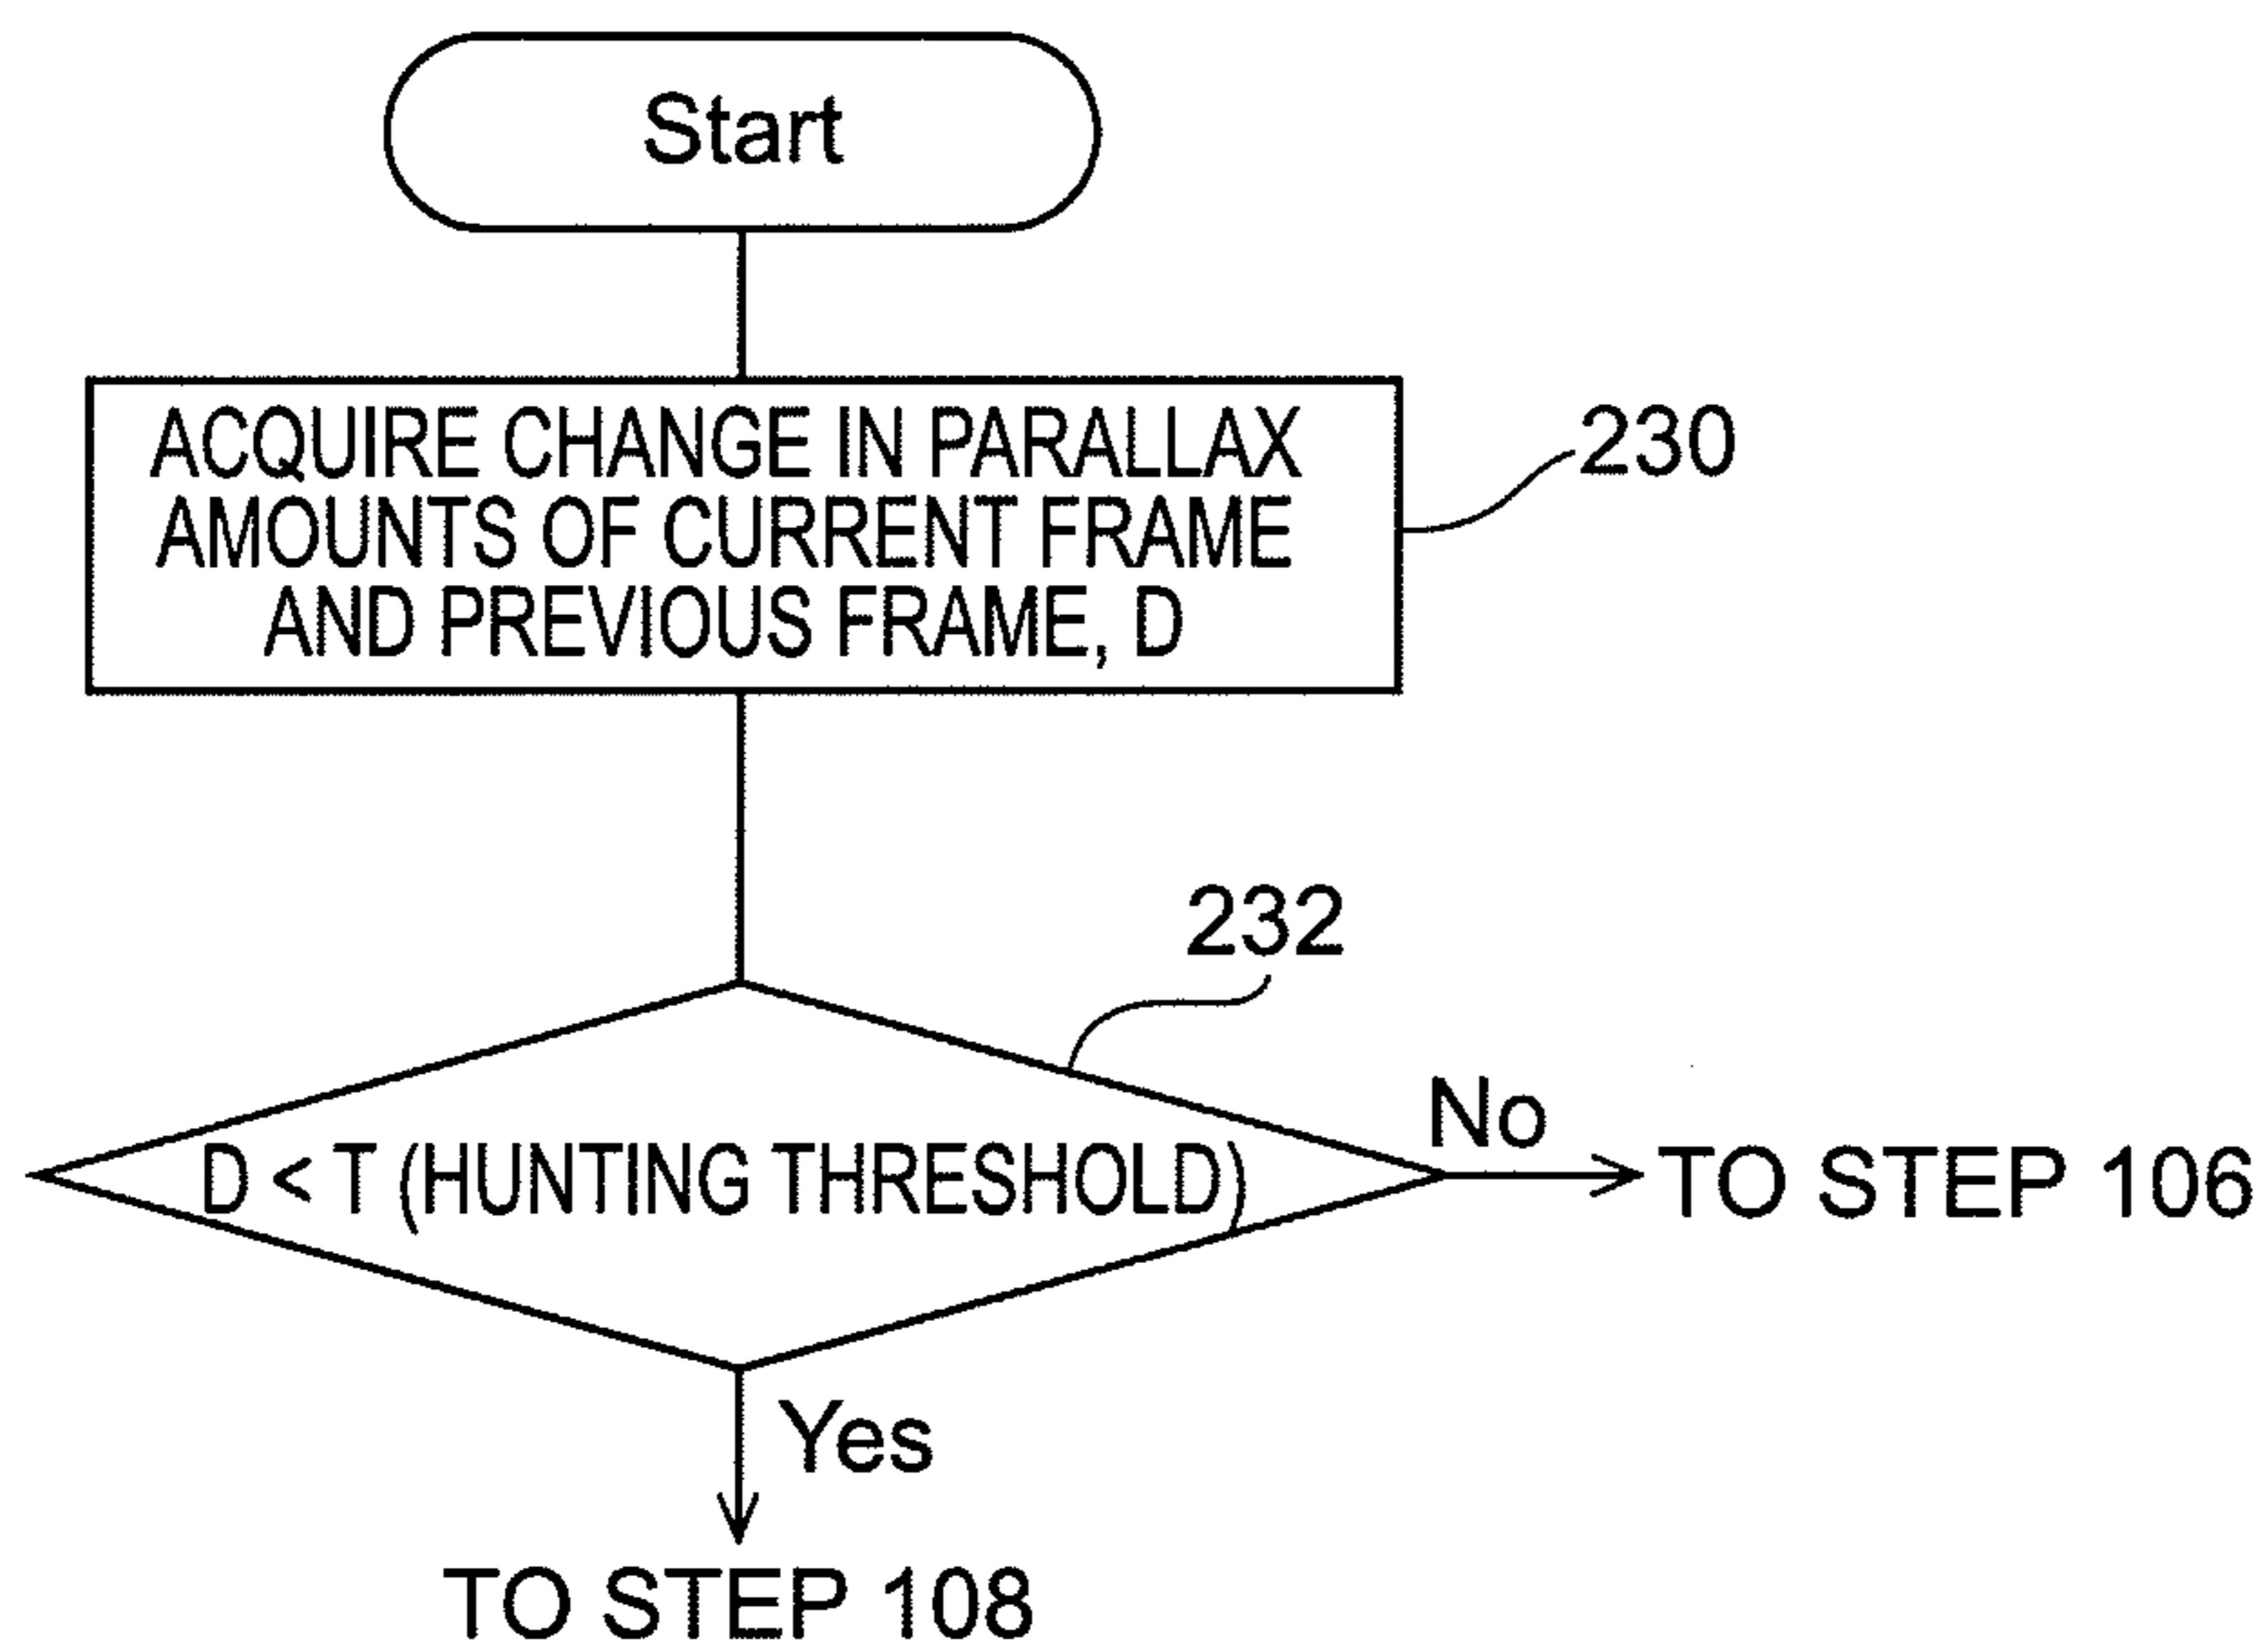 Start
ACQUIRE CHANGE IN PARALLAX
AMOUNTS OF CURRENT FRAME
AND PREVIOUS FRAME, D
230
232
D < T (HUNTING THRESHOLD)
No
TO STEP 106
Yes
TO STEP 108